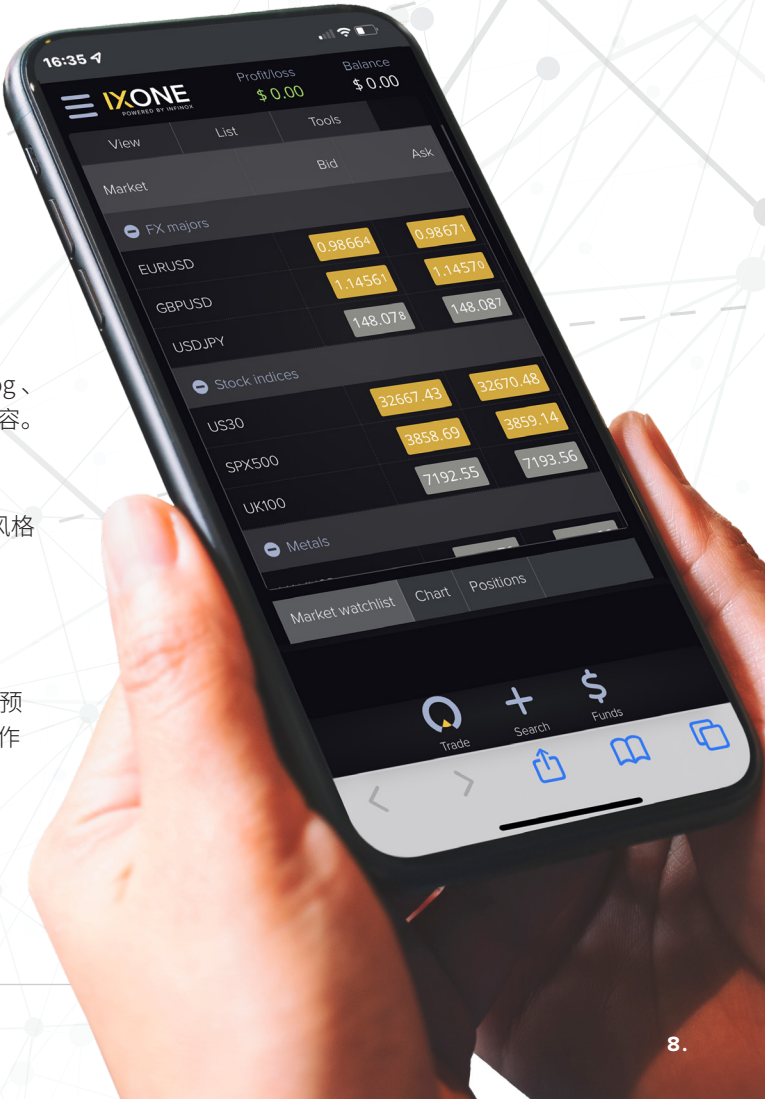 16:35
IXONE
POWERED BY INFINOX
Profit/loss
$ 0.00
Balance
$ 0.00
View List Tools
Market Bid Ask
FX majors
EURUSD 0.98664 0.98671
GBPUSD 1.14561 1.14570
USDJPY 148.078 148.087
Stock indices
US30 32667.43 32670.48
SPX500 3858.69 3859.14
UK100 7192.55 7193.56
Metals
Market watchlist Chart Positions
Trade Search Funds
容。
风格
预
作
8.